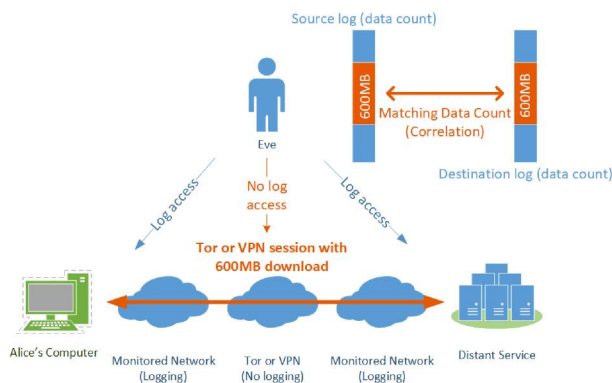 Source log (data count)
600MB
600MB
Matching Data Count
(Correlation)
Destination log (data count)
Eve
Log access
No log
access
Log access
Tor or VPN session with
600MB download
Alice's Computer
Monitored Network
(Logging)
Tor or VPN
(No logging)
Monitored Network
(Logging)
Distant Service